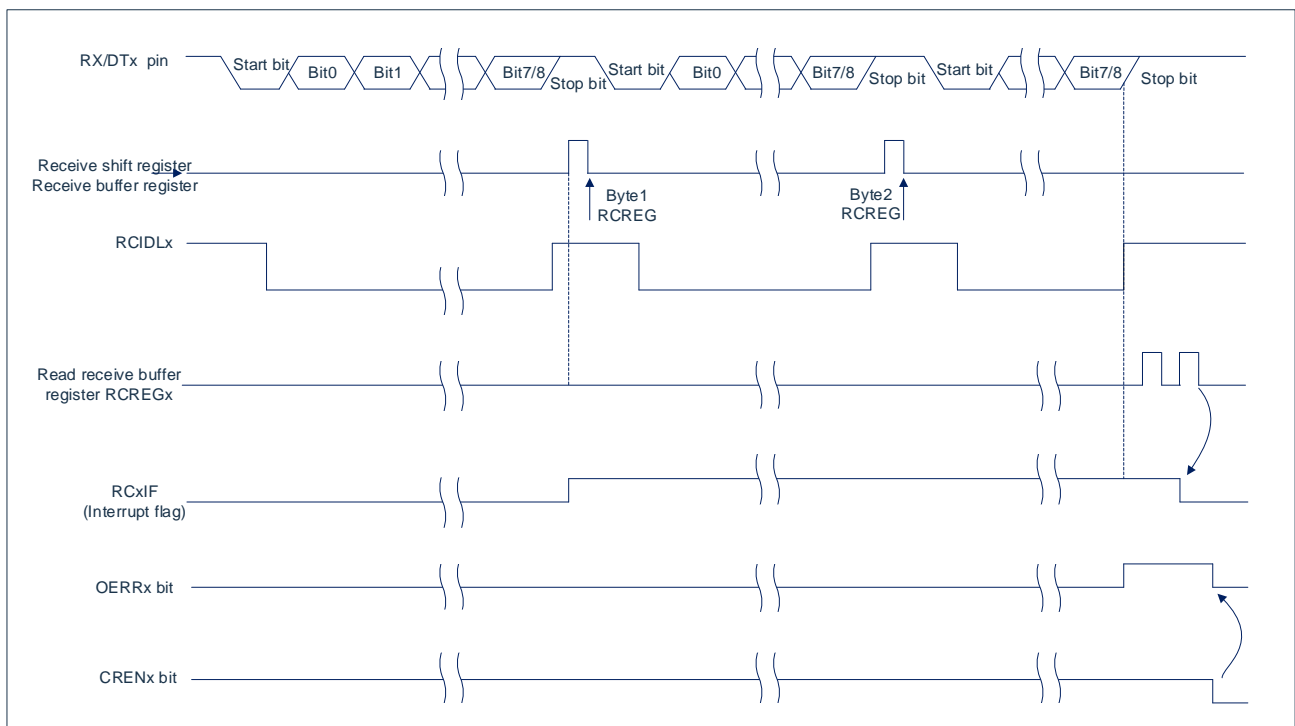 RX/DTx pin
Start bit
Bit0
Bit1
Bit7/8
Stop bit
Start bit
Bit0
Bit7/8
Stop bit
Start bit
Bit7/8
Stop bit
Receive shift register
Receive buffer register
Byte1
RCREG
Byte2
RCREG
RCIDLx
Read receive buffer
register RCREGx
RCxIF
(Interrupt flag)
OERRx bit
CRENx bit